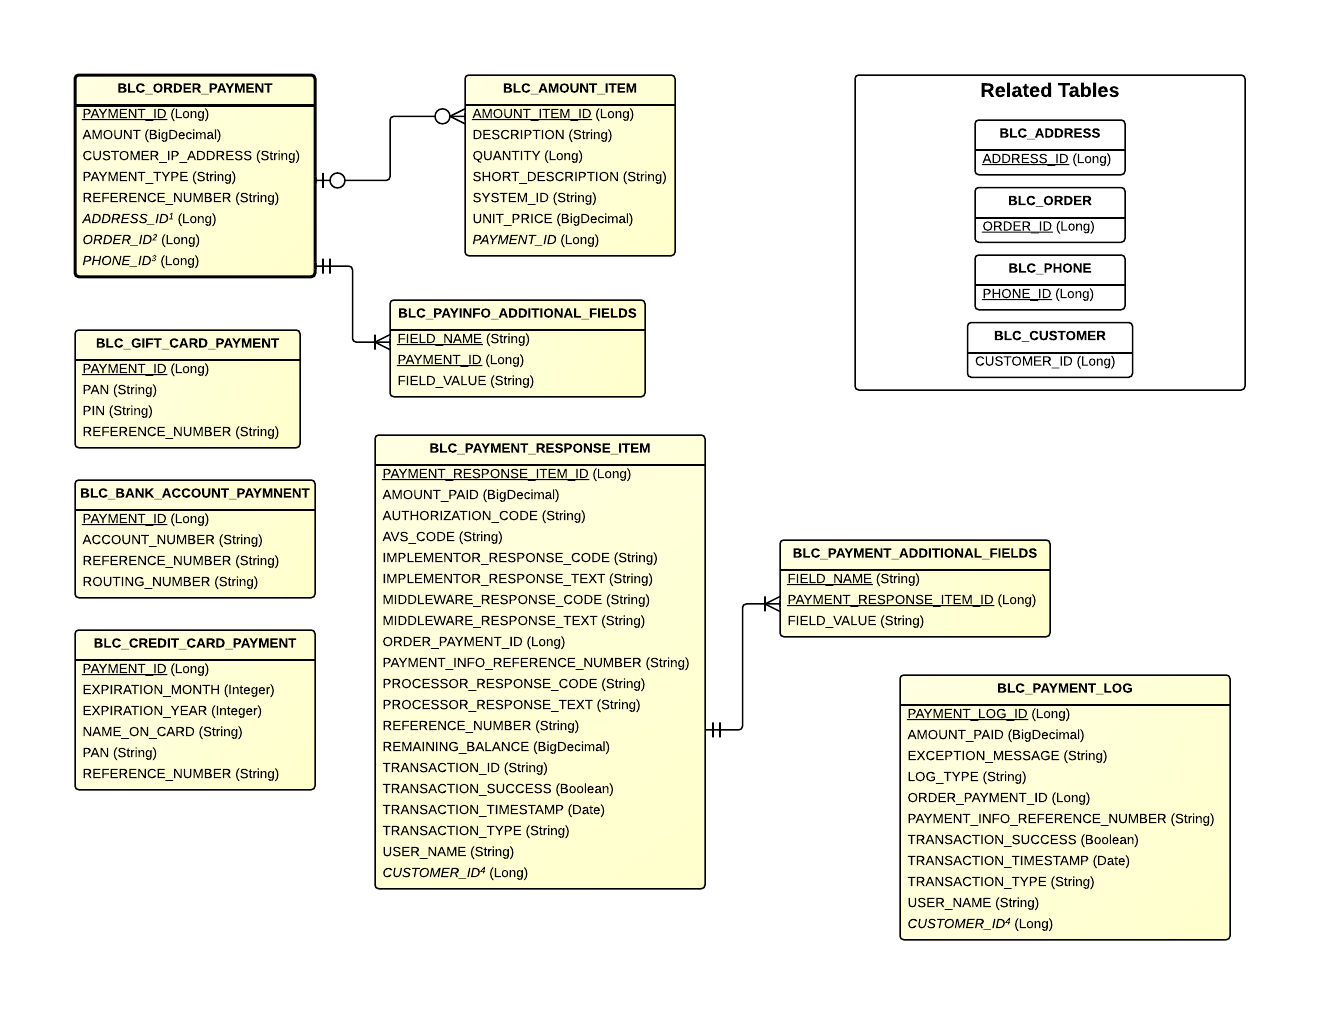 BLC_ORDER_PAYMENT
PAYMENT_ID (Long)
AMOUNT (BigDecimal)
CUSTOMER_IP_ADDRESS (String)
PAYMENT_TYPE (String)
REFERENCE_NUMBER (String)
ADDRESS_ID¹ (Long)
ORDER_ID² (Long)
PHONE_ID³ (Long)
BLC_AMOUNT_ITEM
AMOUNT_ITEM_ID (Long)
DESCRIPTION (String)
QUANTITY (Long)
SHORT_DESCRIPTION (String)
SYSTEM_ID (String)
UNIT_PRICE (BigDecimal)
PAYMENT_ID (Long)
Related Tables
BLC_ADDRESS
ADDRESS_ID (Long)
BLC_ORDER
ORDER_ID (Long)
BLC_PHONE
PHONE_ID (Long)
BLC_CUSTOMER
CUSTOMER_ID (Long)
BLC_PAYINFO_ADDITIONAL_FIELDS
FIELD_NAME (String)
PAYMENT_ID (Long)
FIELD_VALUE (String)
BLC_GIFT_CARD_PAYMENT
PAYMENT_ID (Long)
PAN (String)
PIN (String)
REFERENCE_NUMBER (String)
BLC_BANK_ACCOUNT_PAYMNENT
PAYMENT_ID (Long)
ACCOUNT_NUMBER (String)
REFERENCE_NUMBER (String)
ROUTING_NUMBER (String)
BLC_CREDIT_CARD_PAYMENT
PAYMENT_ID (Long)
EXPIRATION_MONTH (Integer)
EXPIRATION_YEAR (Integer)
NAME_ON_CARD (String)
PAN (String)
REFERENCE_NUMBER (String)
BLC_PAYMENT_RESPONSE_ITEM
PAYMENT_RESPONSE_ITEM_ID (Long)
AMOUNT_PAID (BigDecimal)
AUTHORIZATION_CODE (String)
AVS_CODE (String)
IMPLEMENTOR_RESPONSE_CODE (String)
IMPLEMENTOR_RESPONSE_TEXT (String)
MIDDLEWARE_RESPONSE_CODE (String)
MIDDLEWARE_RESPONSE_TEXT (String)
ORDER_PAYMENT_ID (Long)
PAYMENT_INFO_REFERENCE_NUMBER (String)
PROCESSOR_RESPONSE_CODE (String)
PROCESSOR_RESPONSE_TEXT (String)
REFERENCE_NUMBER (String)
REMAINING_BALANCE (BigDecimal)
TRANSACTION_ID (String)
TRANSACTION_SUCCESS (Boolean)
TRANSACTION_TIMESTAMP (Date)
TRANSACTION_TYPE (String)
USER_NAME (String)
CUSTOMER_ID⁴ (Long)
BLC_PAYMENT_ADDITIONAL_FIELDS
FIELD_NAME (String)
PAYMENT_RESPONSE_ITEM_ID (Long)
FIELD_VALUE (String)
BLC_PAYMENT_LOG
PAYMENT_LOG_ID (Long)
AMOUNT_PAID (BigDecimal)
EXCEPTION_MESSAGE (String)
LOG_TYPE (String)
ORDER_PAYMENT_ID (Long)
PAYMENT_INFO_REFERENCE_NUMBER (String)
TRANSACTION_SUCCESS (Boolean)
TRANSACTION_TIMESTAMP (Date)
TRANSACTION_TYPE (String)
USER_NAME (String)
CUSTOMER_ID⁴ (Long)